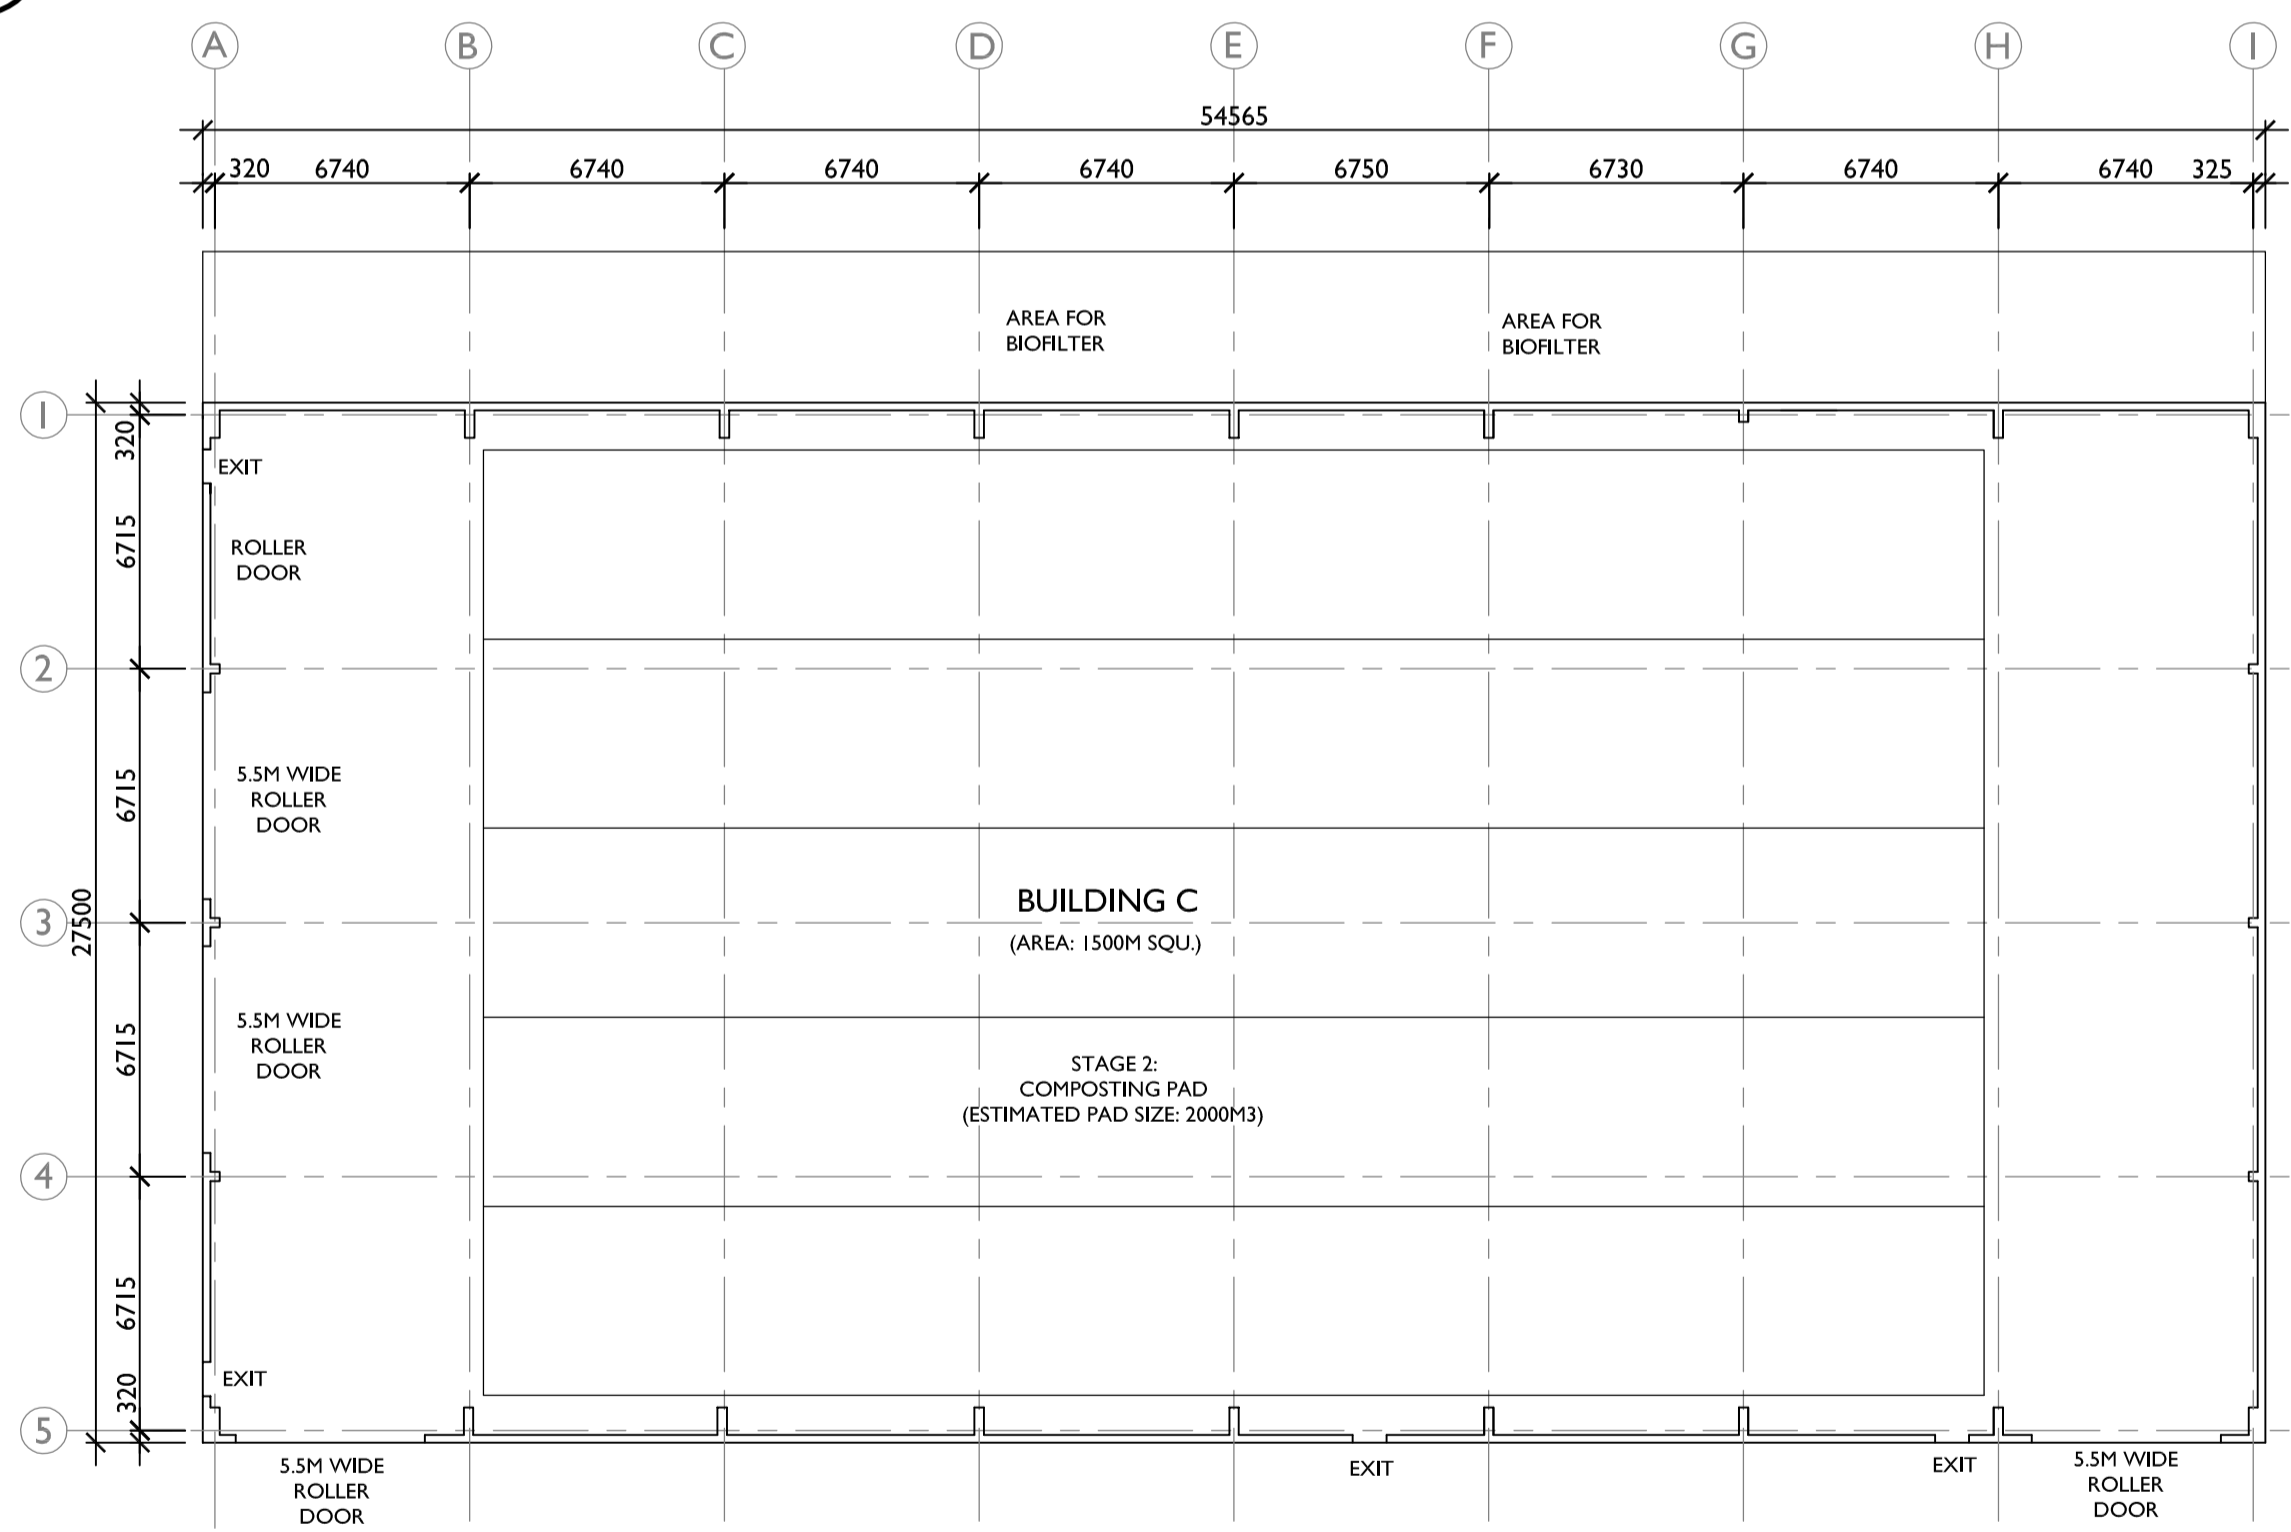 A B C D E F G H I
54565
320 6740 6740 6740 6740 6750 6730 6740 6740 325
AREA FOR
BIOFILTER
AREA FOR
BIOFILTER
1
2
3
4
5
27500
320
6715
6715
6715
6715
320
EXIT
ROLLER
DOOR
5.5M WIDE
ROLLER
DOOR
5.5M WIDE
ROLLER
DOOR
EXIT
BUILDING C
(AREA: 1500M SQU.)
STAGE 2:
COMPOSTING PAD
(ESTIMATED PAD SIZE: 2000M3)
5.5M WIDE
ROLLER
DOOR
EXIT
EXIT
5.5M WIDE
ROLLER
DOOR